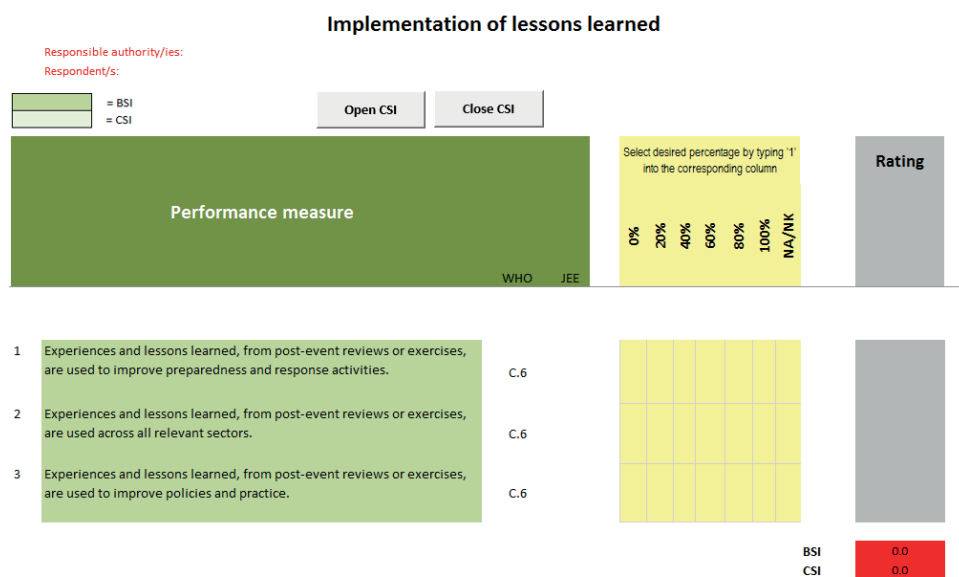 Implementation of lessons learned
Responsible authority/ies:
Respondent/s:
= BSI
= CSI
Open CSI
Close CSI
Performance measure
WHO JEE
Select desired percentage by typing '1'
into the corresponding column
0% 20% 40% 60% 80% 100% NA/NK
Rating
1 Experiences and lessons learned, from post-event reviews or exercises,
are used to improve preparedness and response activities.
C.6
2 Experiences and lessons learned, from post-event reviews or exercises,
are used across all relevant sectors.
C.6
3 Experiences and lessons learned, from post-event reviews or exercises,
are used to improve policies and practice.
C.6
BSI 0.0
CSI 0.0